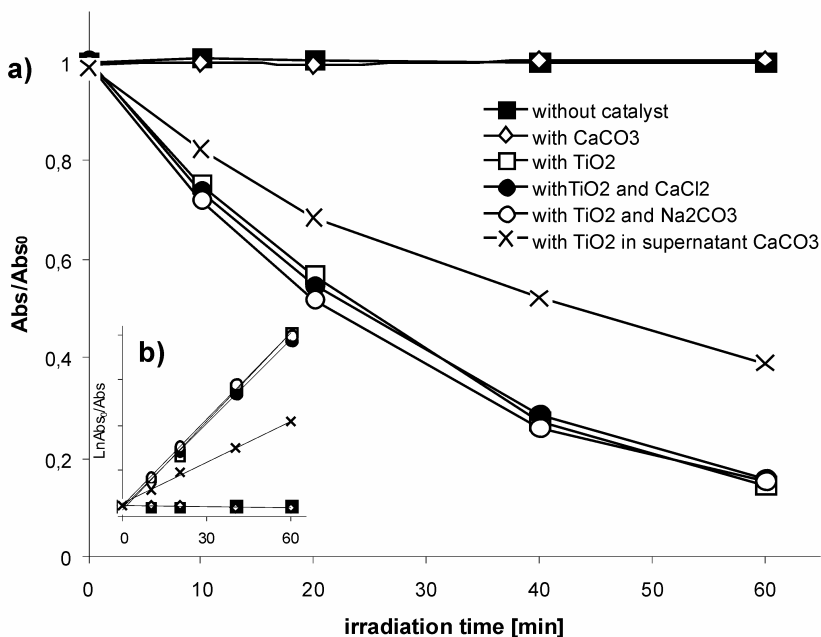 a)
1
0,8
0,6
0,4
0,2
0
Abs/Abs0
without catalyst
with CaCO3
with TiO2
withTiO2 and CaCl2
with TiO2 and Na2CO3
with TiO2 in supernatant CaCO3
b)
0 30 60
0 10 20 30 40 50 60
irradiation time [min]